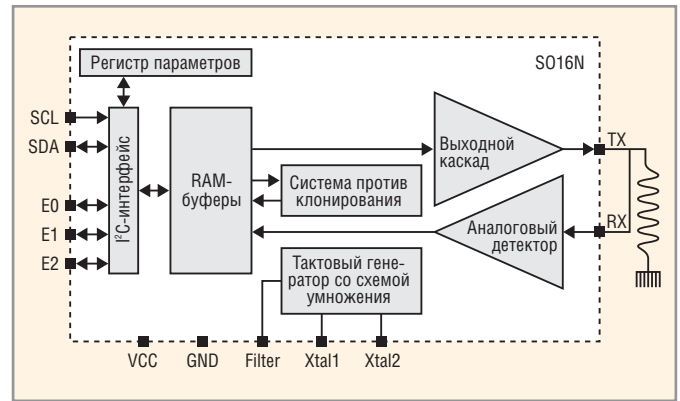 Регистр параметров
SO16N
SCL
SDA
E0
E1
E2
I²C-интерфейс
RAM-
буферы
Выходной
каскад
TX
Система против
клонирования
RX
Аналоговый
детектор
Тактовый гене-
ратор со схемой
умножения
VCC
GND
Filter
Xtal1
Xtal2